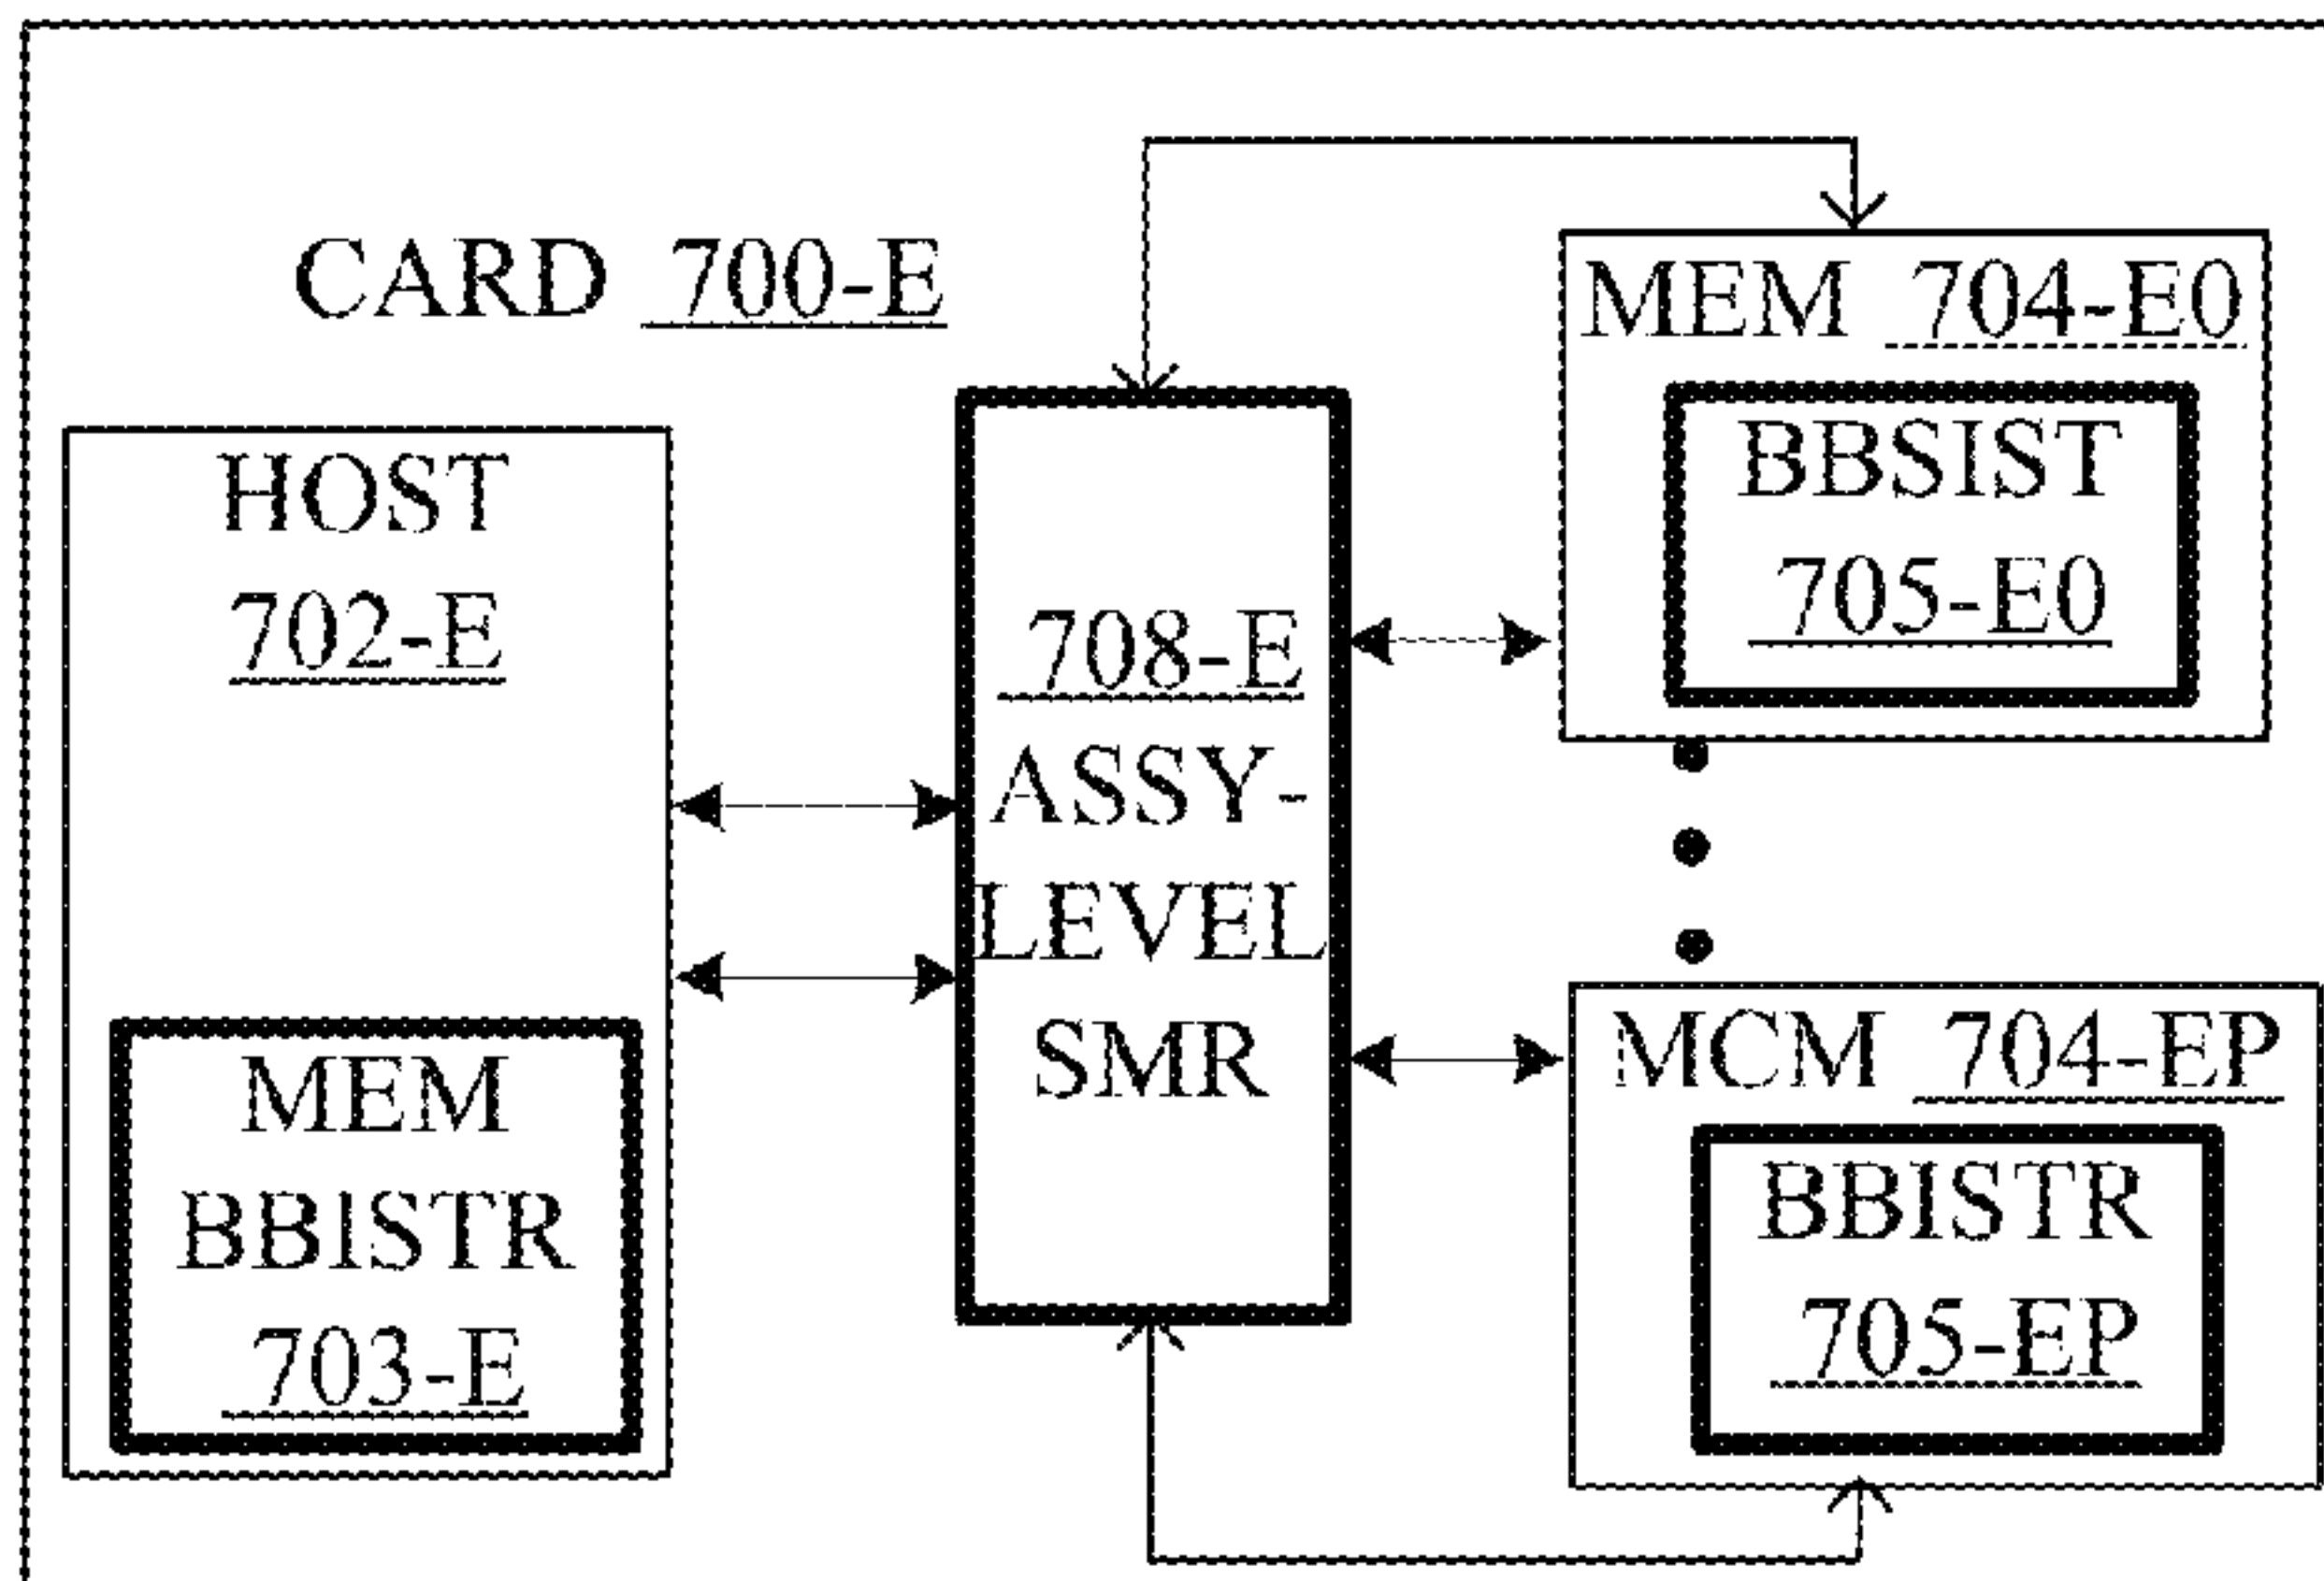 CARD 700-E
HOST
702-E
MEM
BBISTR
703-E
708-E
ASSY-
LEVEL
SMR
MEM 704-E0
BBSIST
705-E0
MCM 704-EP
BBISTR
705-EP